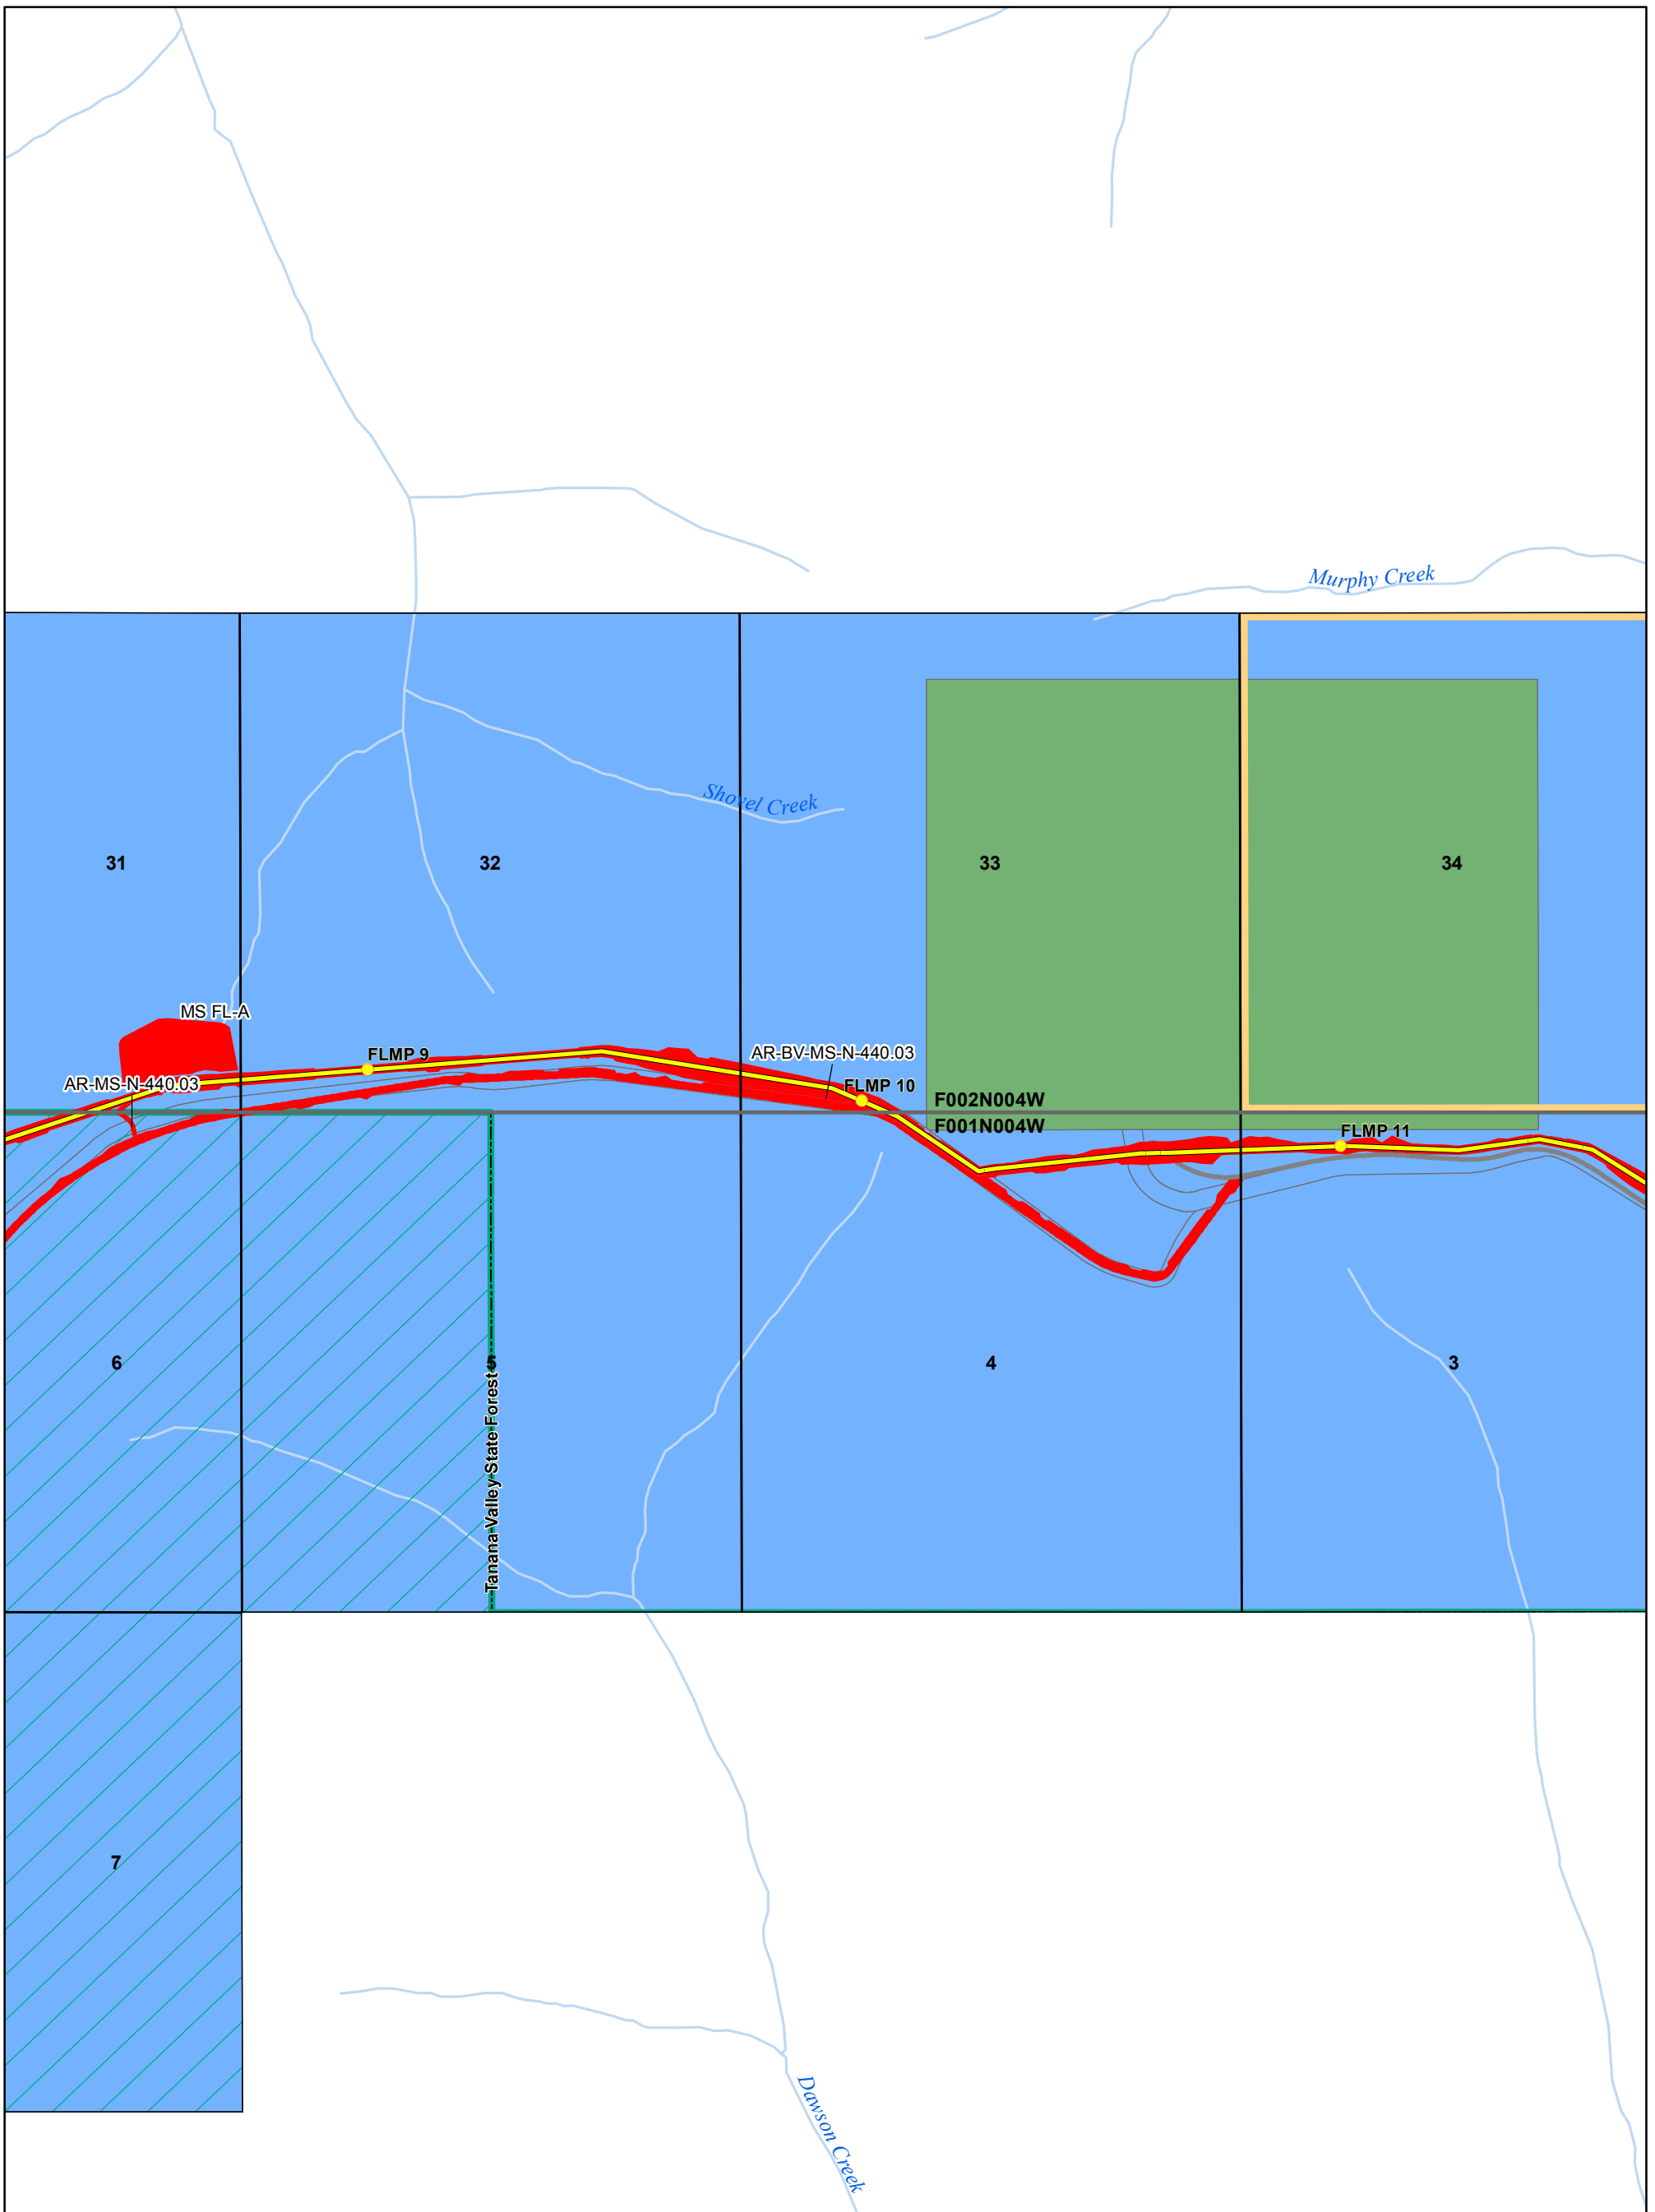 Murphy Creek
Shovel Creek
31
32
33
34
MS FL-A
FLMP 9
AR-BV-MS-N-440.03
AR-MS-N-440.03
FLMP 10
F002N004W
F001N004W
FLMP 11
6
5
4
3
Tanana Valley State Forest
7
Dawson Creek